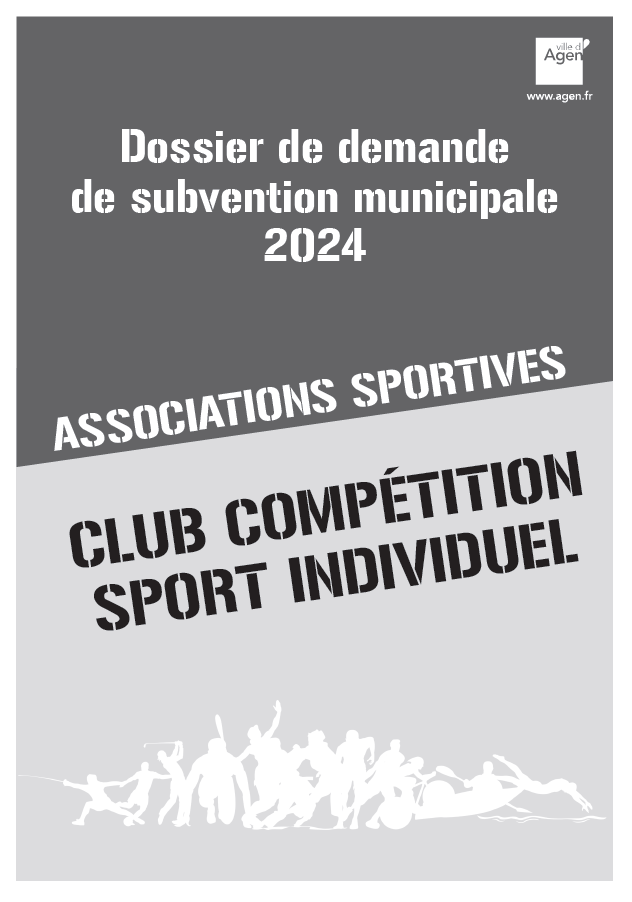 ville d'
Agen
www.agen.fr
Dossier de demande
de subvention municipale
2024
ASSOCIATIONS SPORTIVES
CLUB COMPÉTITION
SPORT INDIVIDUEL